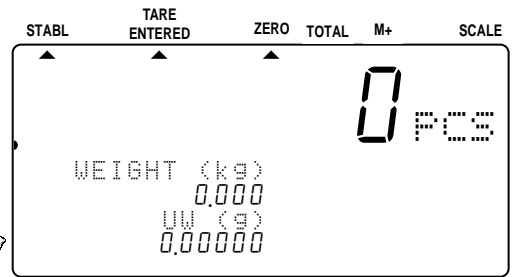 STABL TARE ENTERED ZERO TOTAL M+ SCALE
0 PCS
WEIGHT (kg)
0.000
UW (g)
0.00000